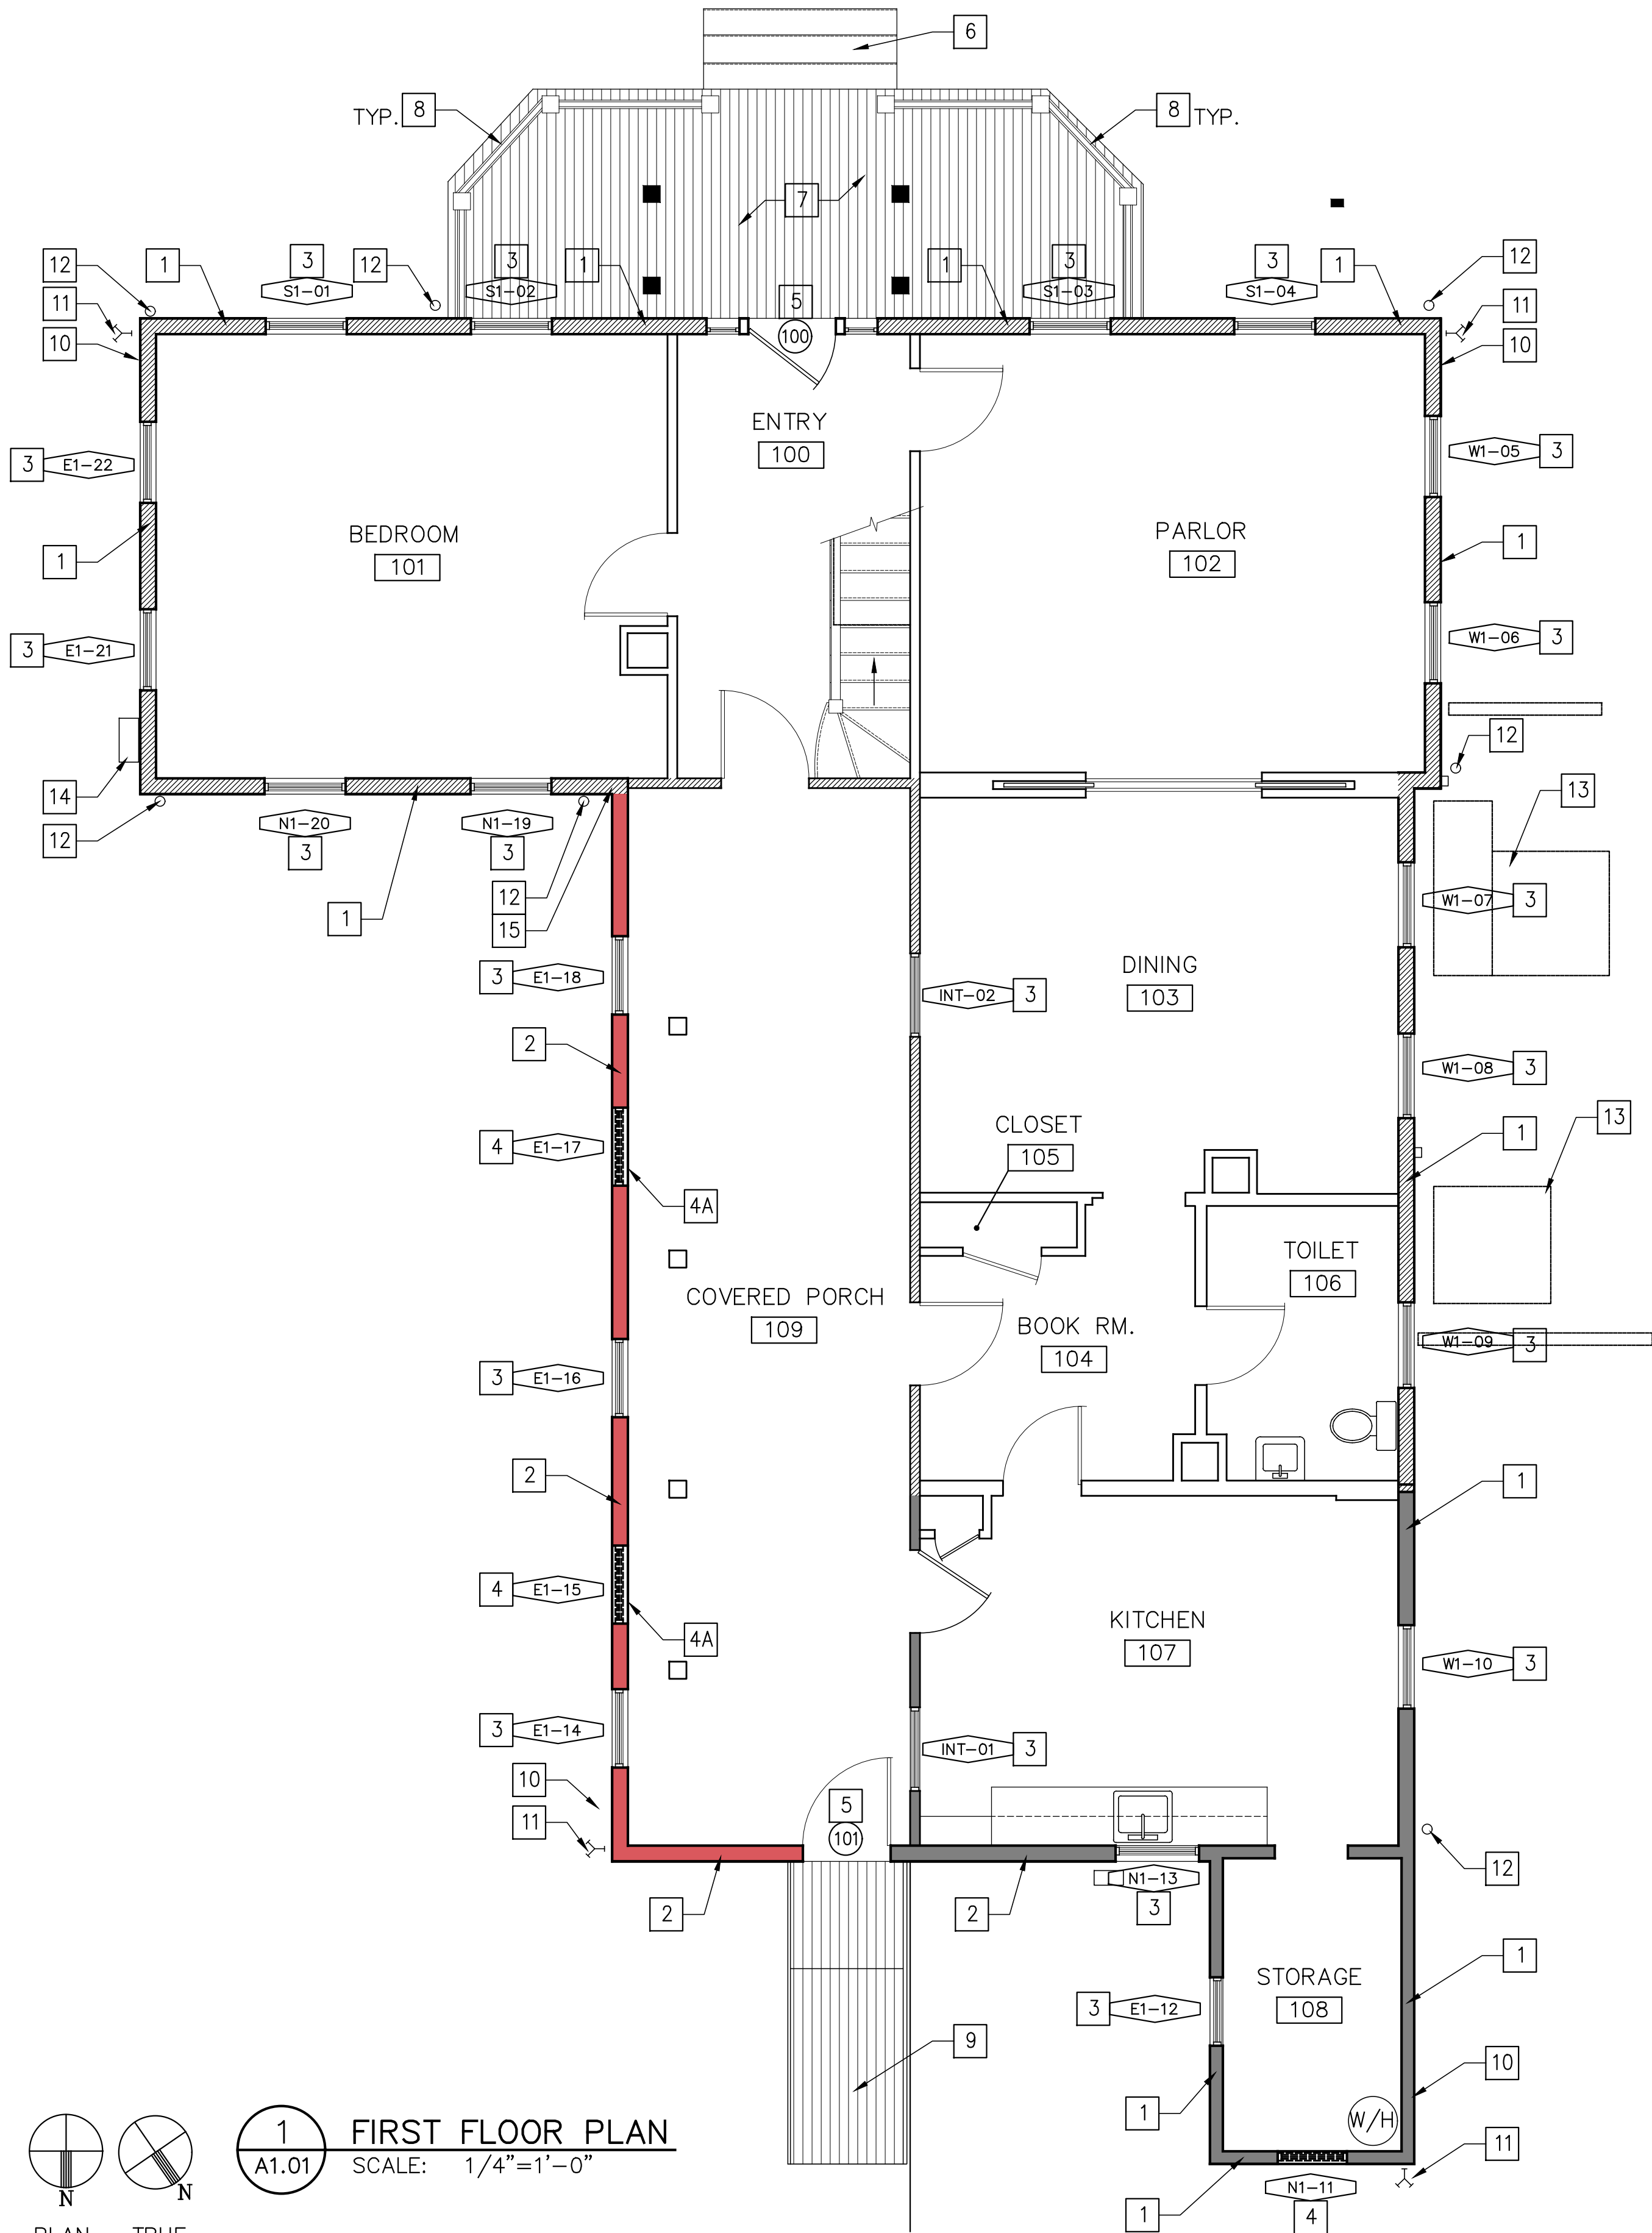 6
TYP. 8
8 TYP.
7
12
1
3
S1-01
12
3
S1-02
1
5
100
1
3
S1-03
3
S1-04
1
12
11
10
11
10
ENTRY
100
3 E1-22
W1-05 3
BEDROOM
101
PARLOR
102
1
1
3 E1-21
W1-06 3
14
12
12
13
N1-20
3
N1-19
3
1
12
15
W1-07 3
3 E1-18
DINING
103
INT-02 3
2
W1-08 3
4 E1-17
4A
CLOSET
105
1
13
TOILET
106
COVERED PORCH
109
BOOK RM.
104
W1-09 3
3 E1-16
2
1
4 E1-15
4A
KITCHEN
107
W1-10 3
3 E1-14
INT-01 3
10
11
5
101
12
2
2
N1-13
3
1
STORAGE
108
3 E1-12
9
10
1
W/H
11
1
N1-11
4
N
N
1
A1.01
FIRST FLOOR PLAN
SCALE: 1/4"=1'-0"
PLAN TRUE